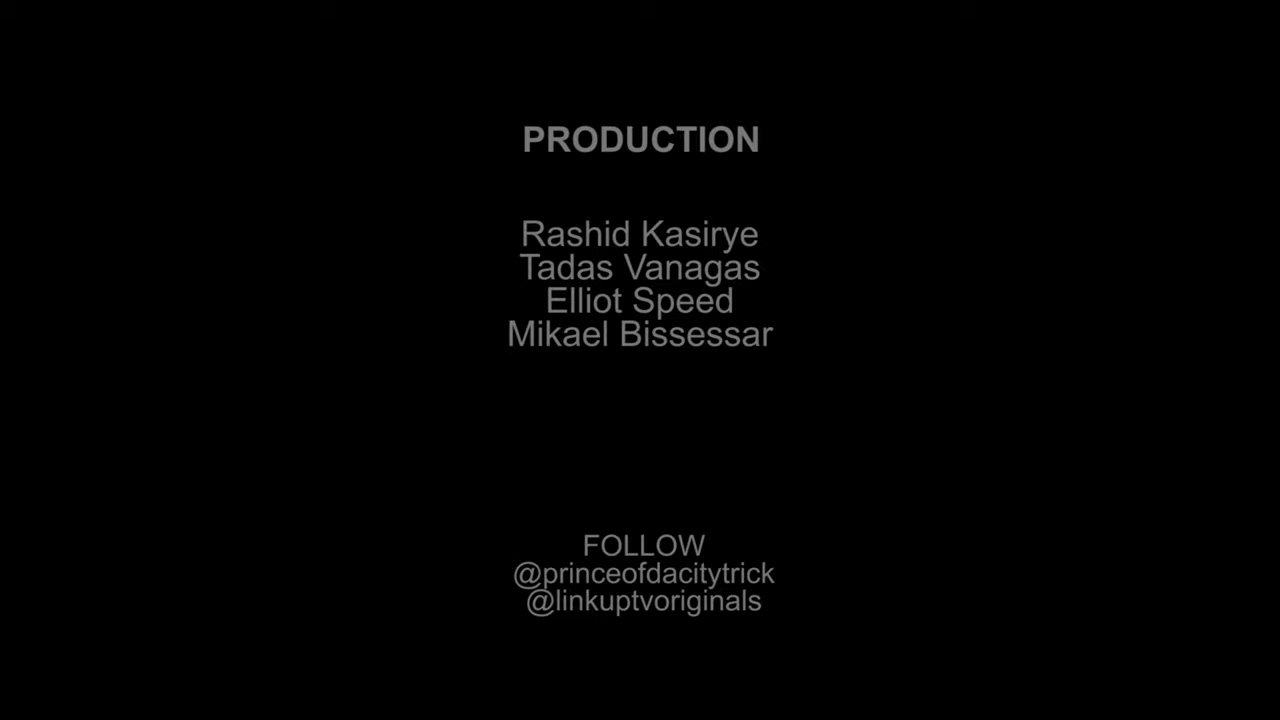 PRODUCTION
Rashid Kasirye
Tadas Vanagas
Elliot Speed
Mikael Bissessar
FOLLOW
@princeofdacitytrick
@linkuptvoriginals